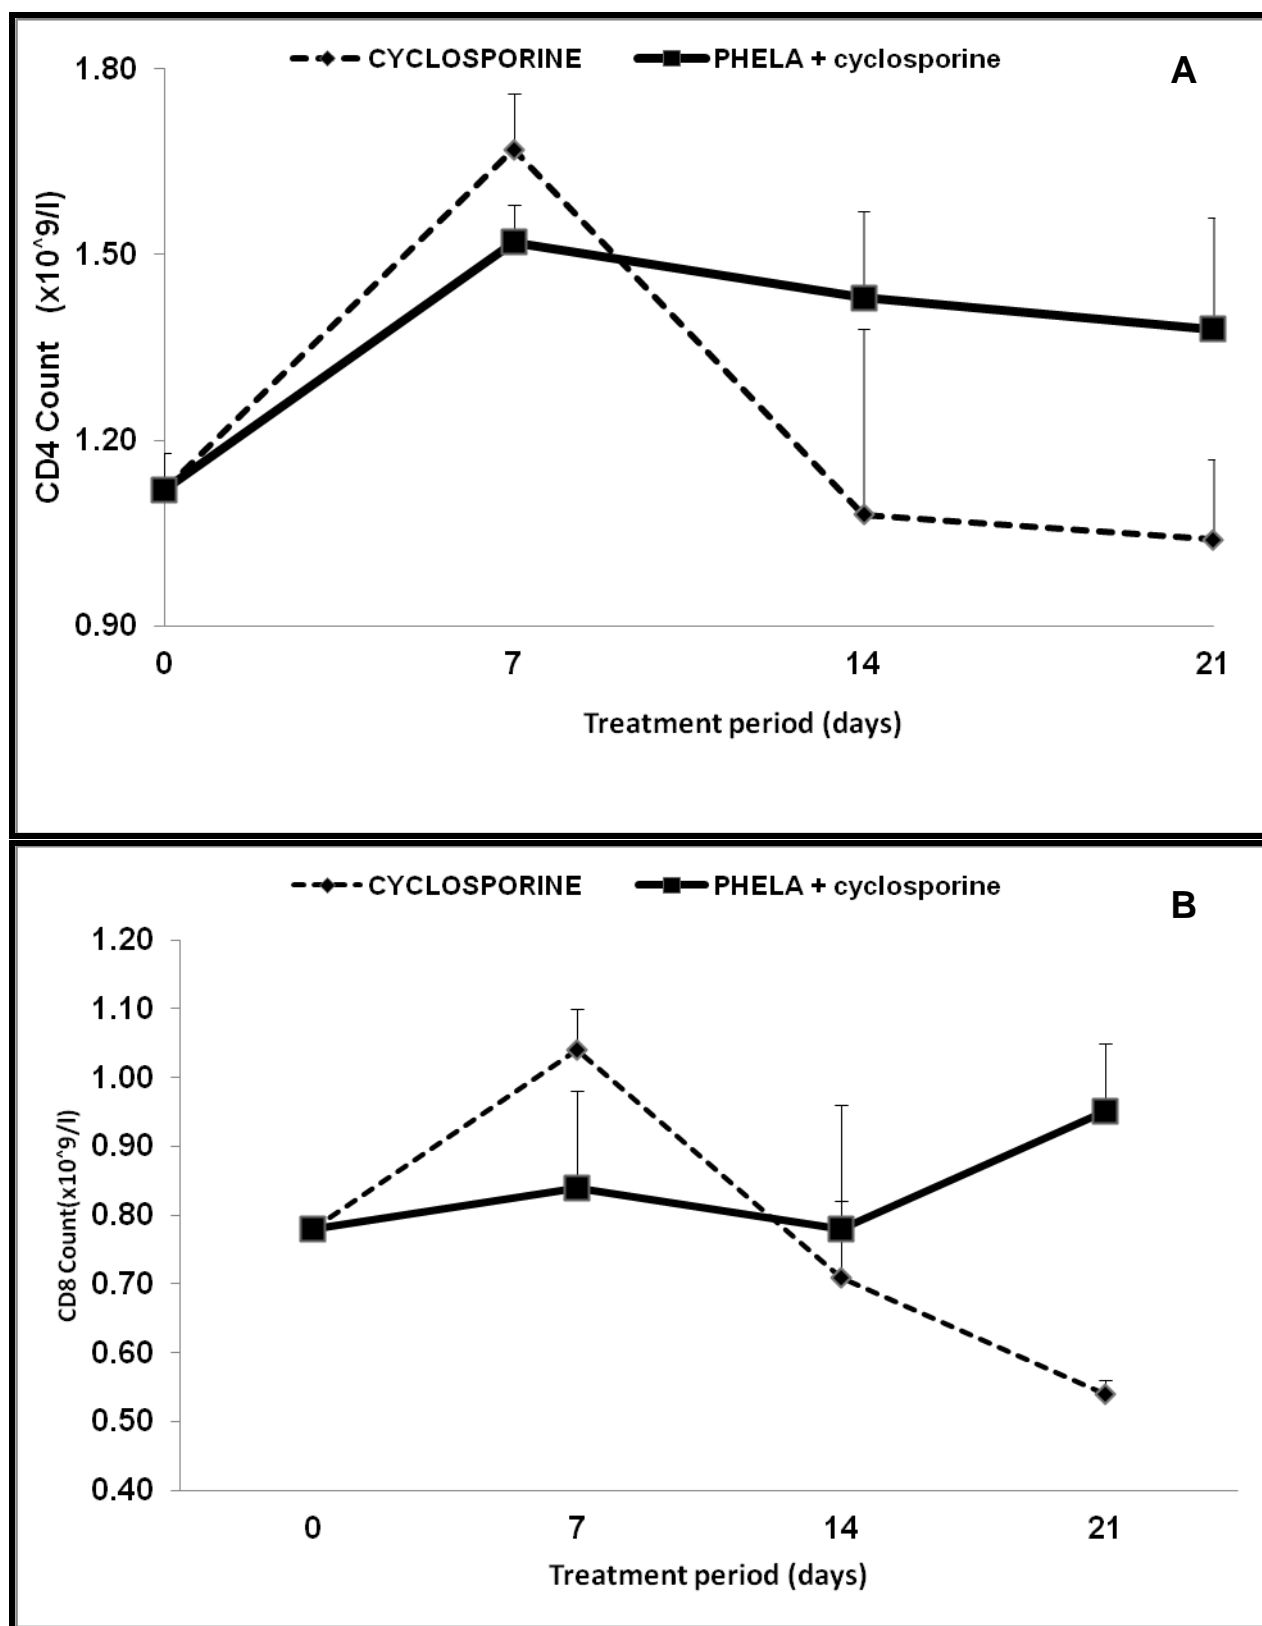 CYCLOSPORINE PHELA + cyclosporine A
1.80
1.50
1.20
0.90
CD4 Count (x10^9/l)
0 7 14 21
Treatment period (days)
CYCLOSPORINE PHELA + cyclosporine B
1.20
1.10
1.00
0.90
0.80
0.70
0.60
0.50
0.40
CD8 Count(x10^9/l)
0 7 14 21
Treatment period (days)